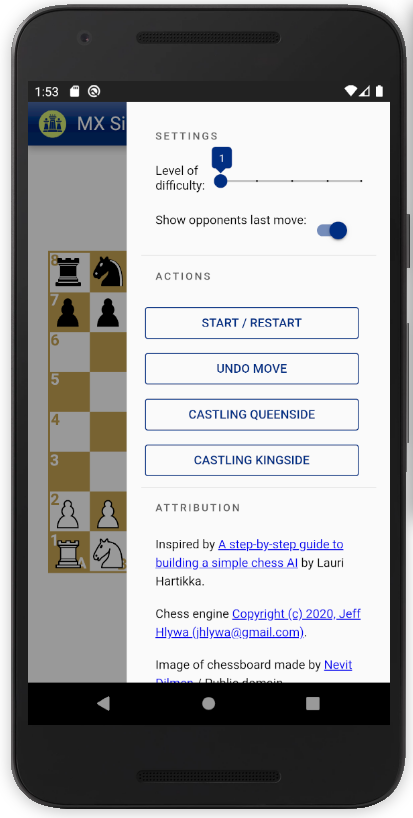 1:53
MX Si
SETTINGS
1
Level of
difficulty:
Show opponents last move:
ACTIONS
START / RESTART
UNDO MOVE
CASTLING QUEENSIDE
CASTLING KINGSIDE
ATTRIBUTION
Inspired by A step-by-step guide to
building a simple chess AI by Lauri
Hartikka.
Chess engine Copyright (c) 2020, Jeff
Hlywa (jhlywa@gmail.com).
Image of chessboard made by Nevit
Dilmen / Public domain
8
7
6
5
4
3
2
1
A